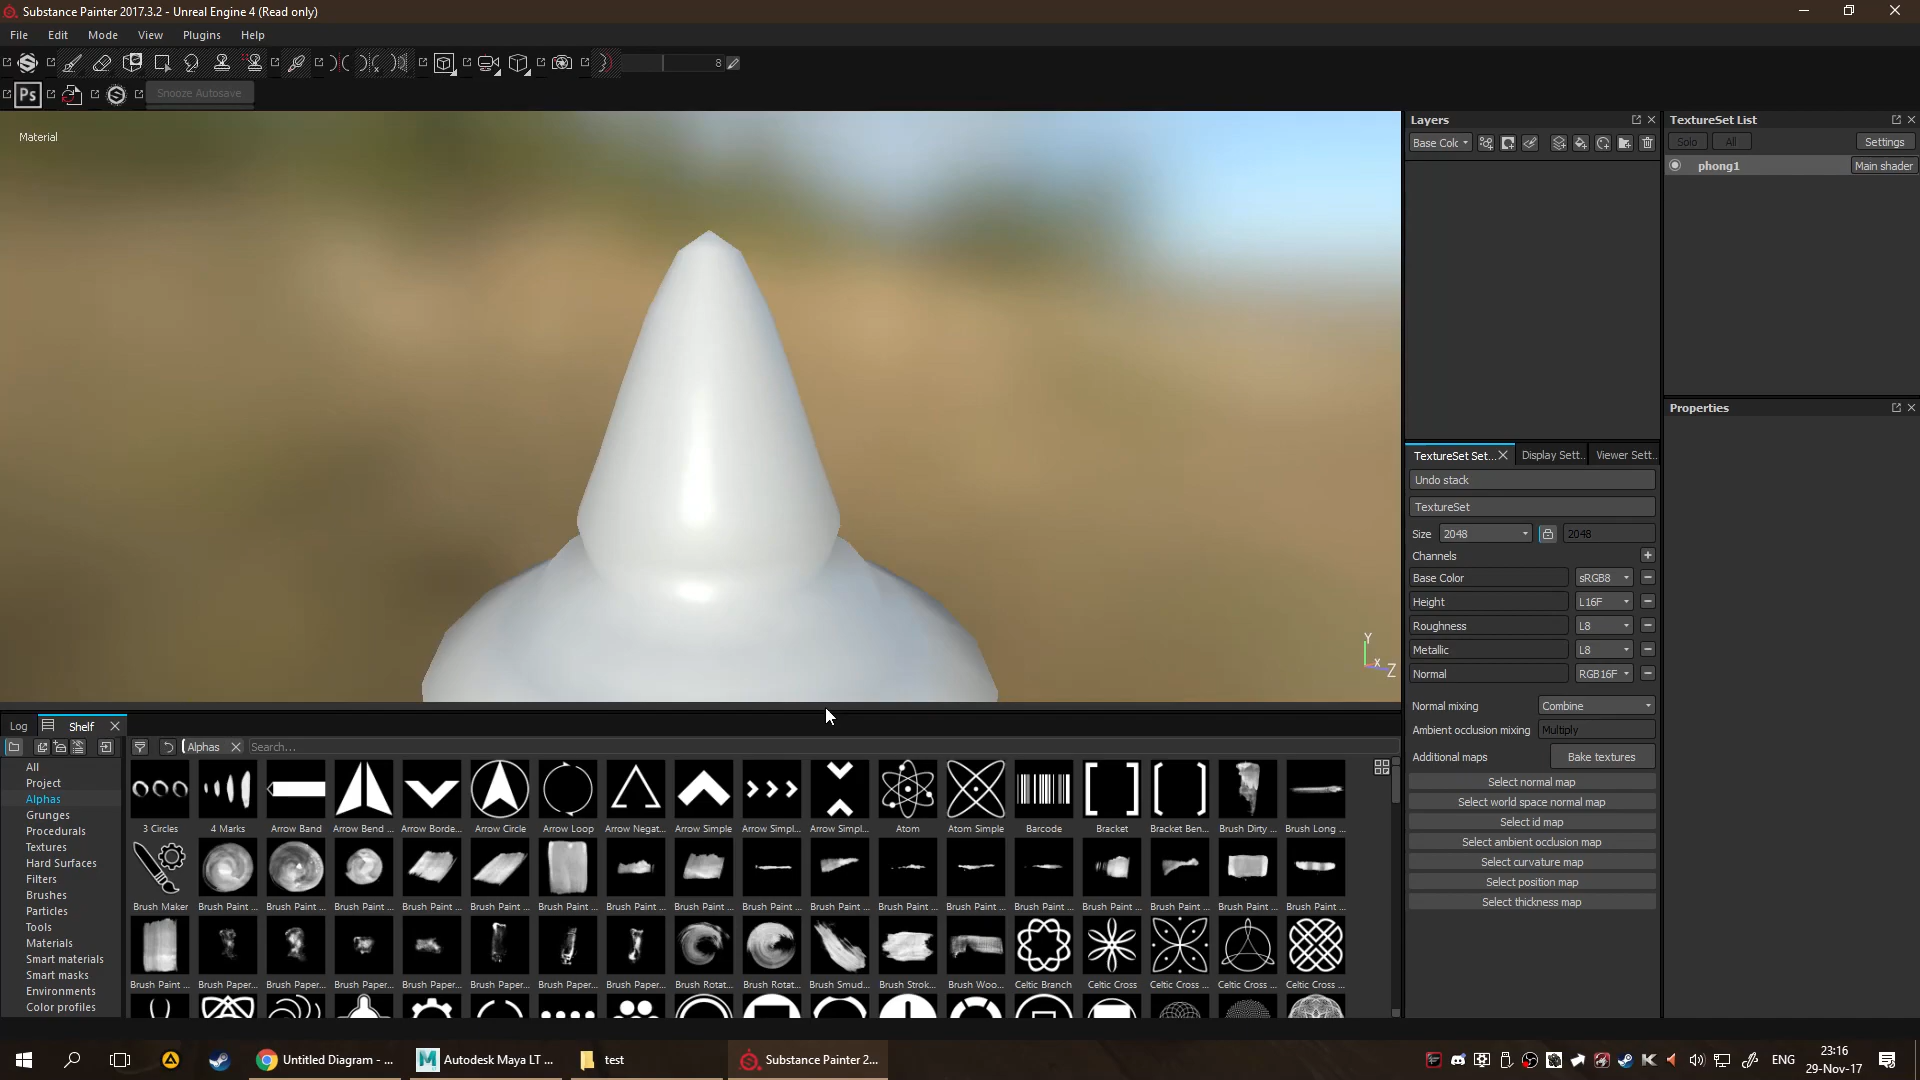 Substance Painter 2017.3.2 - Unreal Engine 4 (Read only)
File Edit Mode View Plugins Help
8
Ps Snooze Autosave
Material
Y
X
Z
Layers
Base Colc
TextureSet List
Solo All Settings
phong1 Main shader
Properties
TextureSet Set... Display Sett.. Viewer Sett..
Undo stack
TextureSet
Size 2048 2048
Channels
Base Color sRGB8
Height L16F
Roughness L8
Metallic L8
Normal RGB16F
Normal mixing Combine
Ambient occlusion mixing Multiply
Additional maps Bake textures
Select normal map
Select world space normal map
Select id map
Select ambient occlusion map
Select curvature map
Select position map
Select thickness map
Log Shelf
Alphas Search...
All
Project
Alphas
Grunges
Procedurals
Textures
Hard Surfaces
Filters
Brushes
Particles
Tools
Materials
Smart materials
Smart masks
Environments
Color profiles
3 Circles 4 Marks Arrow Band Arrow Bend ... Arrow Borde... Arrow Circle Arrow Loop Arrow Negat... Arrow Simple Arrow Simpl... Arrow Simpl... Atom Atom Simple Barcode Bracket Bracket Ben... Brush Dirty ... Brush Long ...
Brush Maker Brush Paint ... Brush Paint ... Brush Paint ... Brush Paint ... Brush Paint ... Brush Paint ... Brush Paint ... Brush Paint ... Brush Paint ... Brush Paint ... Brush Paint ... Brush Paint ... Brush Paint ... Brush Paint ... Brush Paint ... Brush Paint ... Brush Paint ...
Brush Paint ... Brush Paper... Brush Paper... Brush Paper... Brush Paper... Brush Paper... Brush Paper... Brush Paper... Brush Rotat... Brush Rotat... Brush Smud... Brush Strok... Brush Woo... Celtic Branch Celtic Cross Celtic Cross ... Celtic Cross ... Celtic Cross ...
Untitled Diagram - ... Autodesk Maya LT ... test Substance Painter 2...
ENG
23:16
29-Nov-17